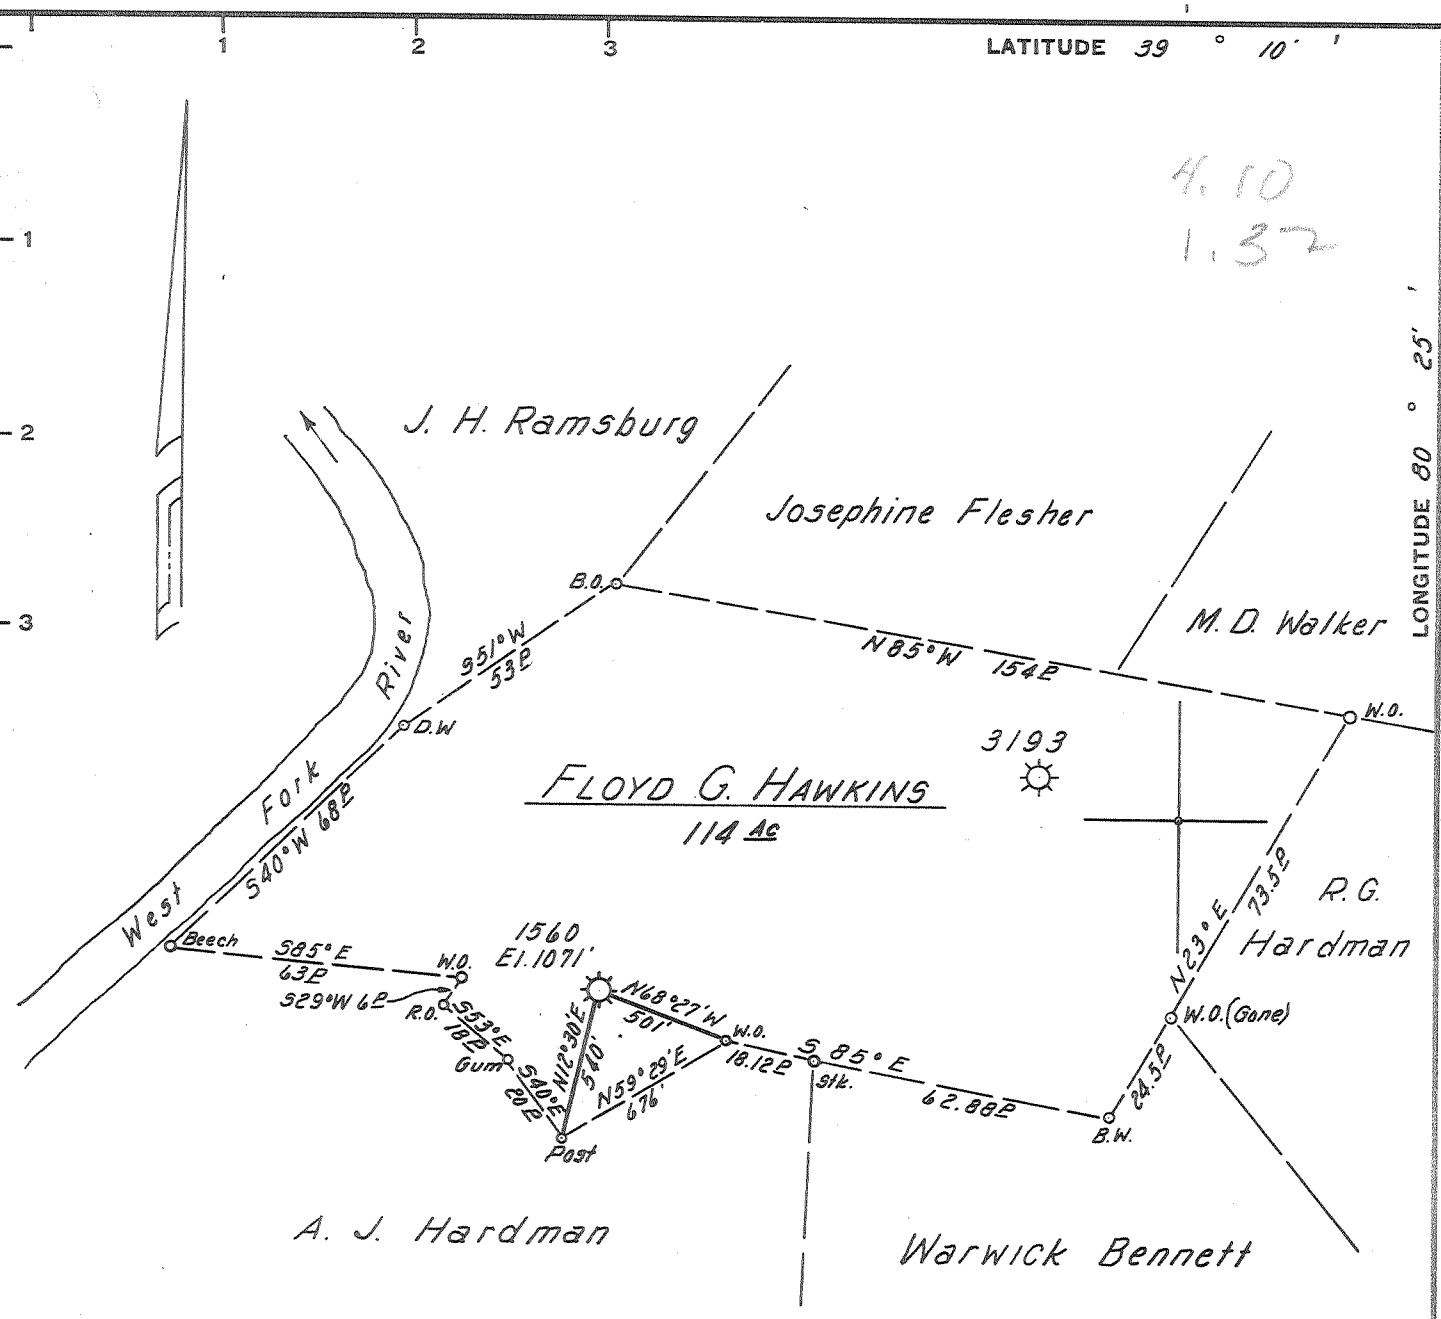 1 2 3
LATITUDE 39 ° 10' '
4.10
1.32
1
LONGITUDE 80 ° 25' '
2
J. H. Ramsburg
Josephine Flesher
B.O.
3
M.D. Walker
S51°W
53P
N85°W 154P
River
W.O.
D.W
3193
FLOYD G. HAWKINS
114 Ac
Fork
S40°W 68P
73.5P
R.G.
Hardman
N23°E
West
Beech
S85°E
63P
W.O.
1560
El.1071'
S29°W 6P
R.O.
S53°E
18P
N68°27'W
501'
W.O.
W.O.(Gone)
Gum
S40°E
20P
N12°30'E
540'
N59°29'E
676'
18.12P
S 85° E
Stk.
62.88P
24.5P
B.W.
Post
A. J. Hardman
Warwick Bennett